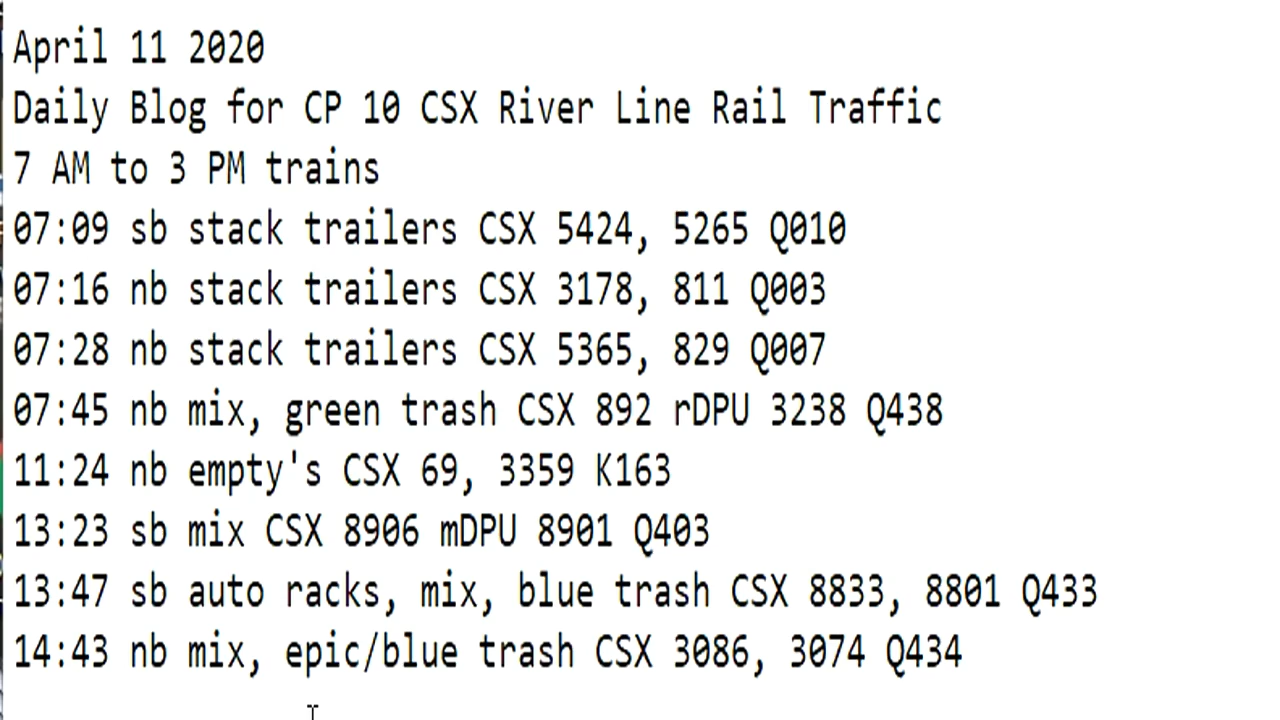 April 11 2020
Daily Blog for CP 10 CSX River Line Rail Traffic
7 AM to 3 PM trains
07:09 sb stack trailers CSX 5424, 5265 Q010
07:16 nb stack trailers CSX 3178, 811 Q003
07:28 nb stack trailers CSX 5365, 829 Q007
07:45 nb mix, green trash CSX 892 rDPU 3238 Q438
11:24 nb empty's CSX 69, 3359 K163
13:23 sb mix CSX 8906 mDPU 8901 Q403
13:47 sb auto racks, mix, blue trash CSX 8833, 8801 Q433
14:43 nb mix, epic/blue trash CSX 3086, 3074 Q434